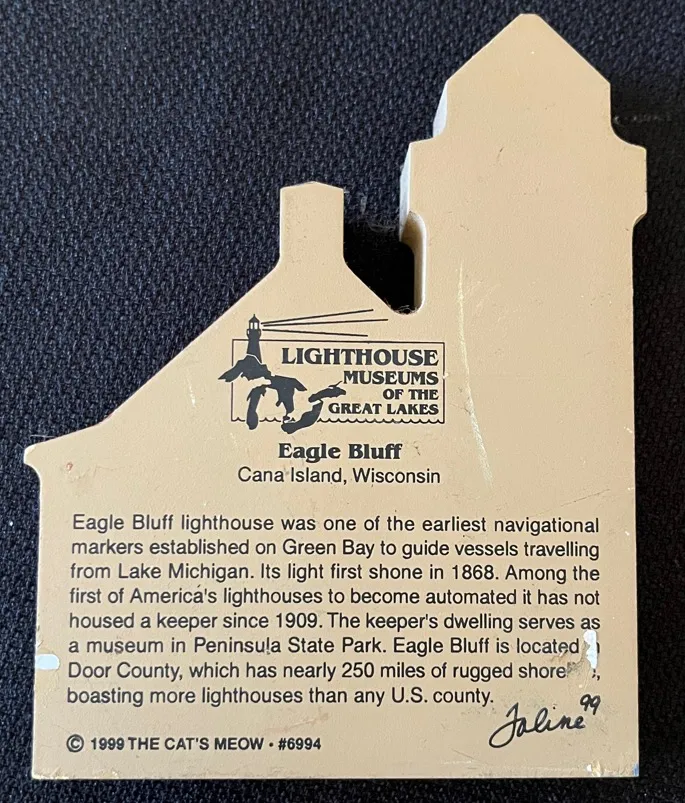 LIGHTHOUSE
MUSEUMS
OF THE
GREAT LAKES
Eagle Bluff
Cana Island, Wisconsin
Eagle Bluff lighthouse was one of the earliest navigational
markers established on Green Bay to guide vessels travelling
from Lake Michigan. Its light first shone in 1868. Among the
first of America's lighthouses to become automated it has not
housed a keeper since 1909. The keeper's dwelling serves as
a museum in Peninsula State Park. Eagle Bluff is located
Door County, which has nearly 250 miles of rugged shore
boasting more lighthouses than any U.S. county.
Faline 99
© 1999 THE CAT'S MEOW • #6994